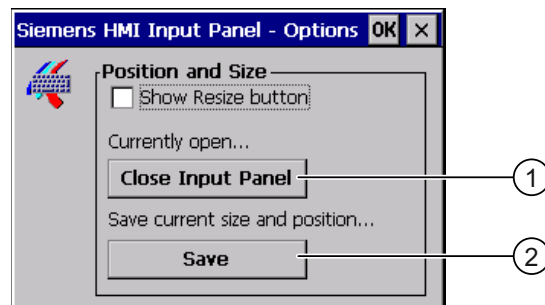 Siemens HMI Input Panel - Options OK ×
Position and Size
Show Resize button
Currently open...
Close Input Panel
1
Save current size and position...
Save
2